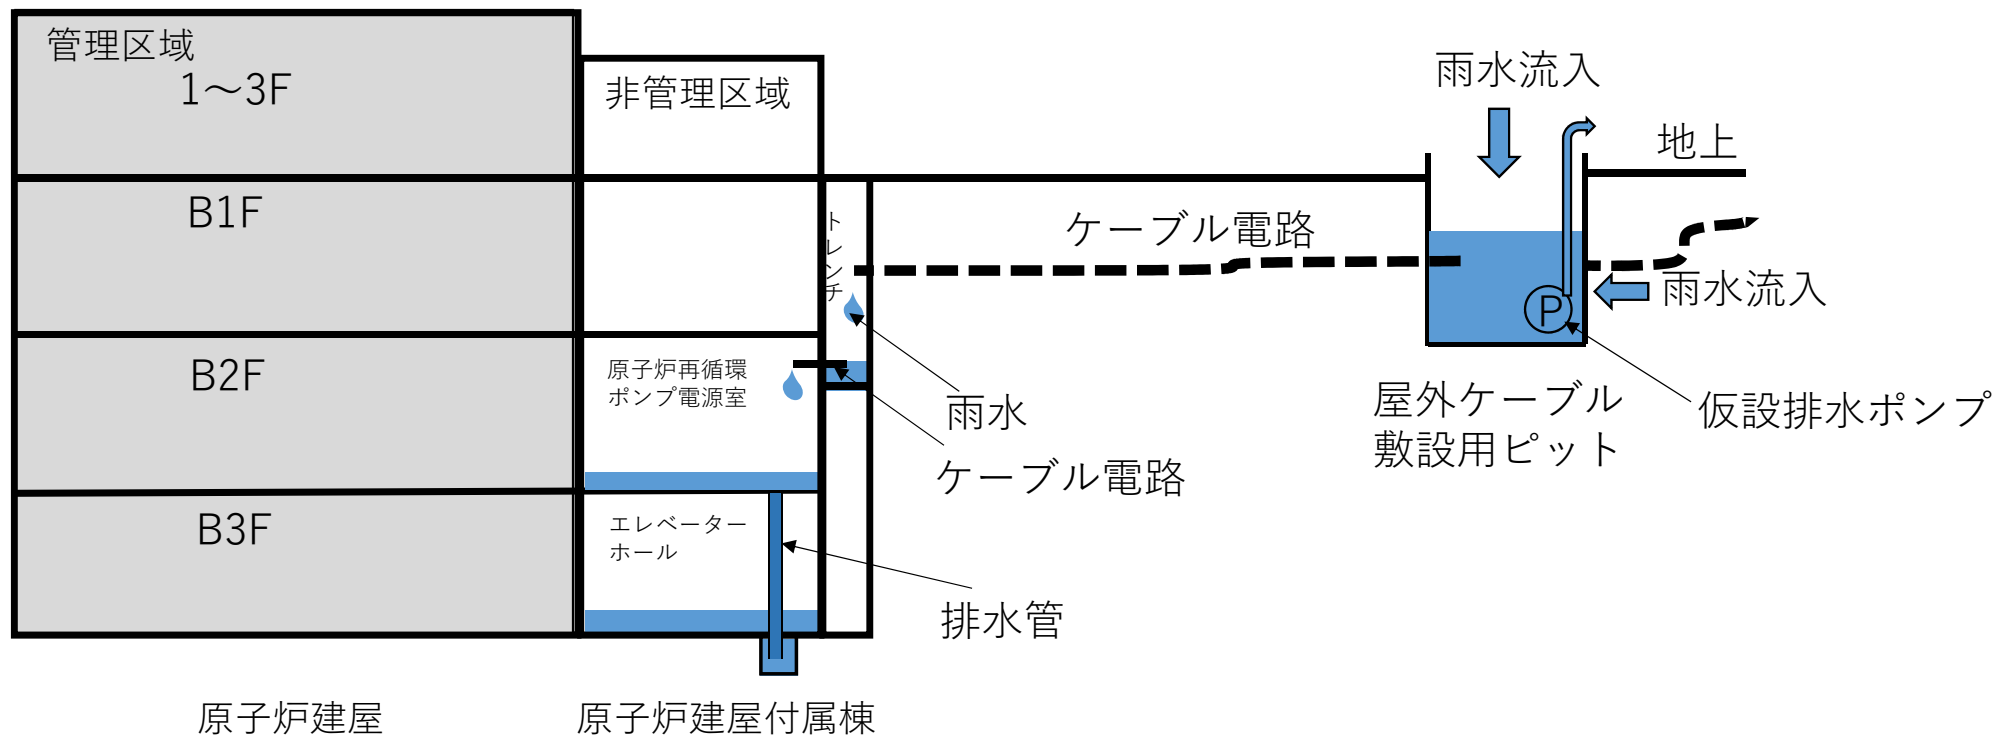 管理区域
1～3F
非管理区域
雨水流入
地上
B1F
トレンチ
ケーブル電路
雨水流入
P
B2F
原子炉再循環
ポンプ電源室
雨水
ケーブル電路
屋外ケーブル
敷設用ピット
仮設排水ポンプ
B3F
エレベーター
ホール
排水管
原子炉建屋
原子炉建屋付属棟